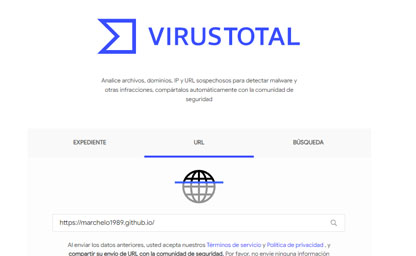 VIRUSTOTAL
Analice archivos, dominios, IP y URL sospechosos para detectar malware y
otras infracciones, compártalos automáticamente con la comunidad de
seguridad
EXPEDIENTE
URL
BÚSQUEDA
https://marchelo1989.github.io/
Al enviar los datos anteriores, usted acepta nuestros Términos de servicio y Política de privacidad , y
compartir su envío de URL con la comunidad de seguridad. Por favor, no envíe ninguna información